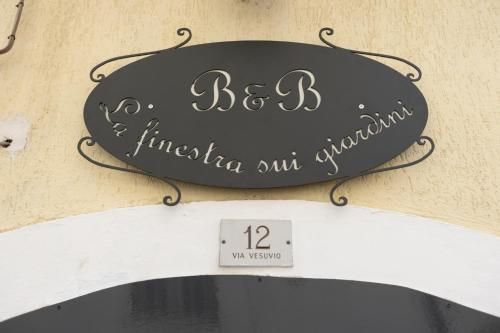 B&B
La finestra sui giardini
12
VIA VESUVIO